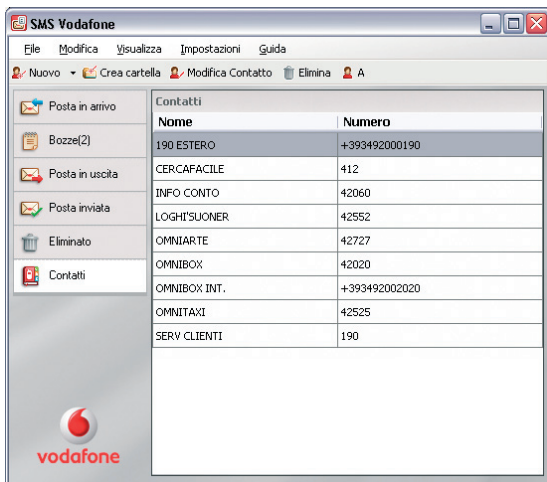 SMS Vodafone
File Modifica Visualizza Impostazioni Guida
Nuovo Crea cartella Modifica Contatto Elimina A
Posta in arrivo
Bozze(2)
Posta in uscita
Posta inviata
Eliminato
Contatti
Contatti
Nome Numero
190 ESTERO +393492000190
CERCAFACILE 412
INFO CONTO 42060
LOGHI'SUONER 42552
OMNIARTE 42727
OMNIBOX 42020
OMNIBOX INT. +393492002020
OMNITAXI 42525
SERV CLIENTI 190
vodafone